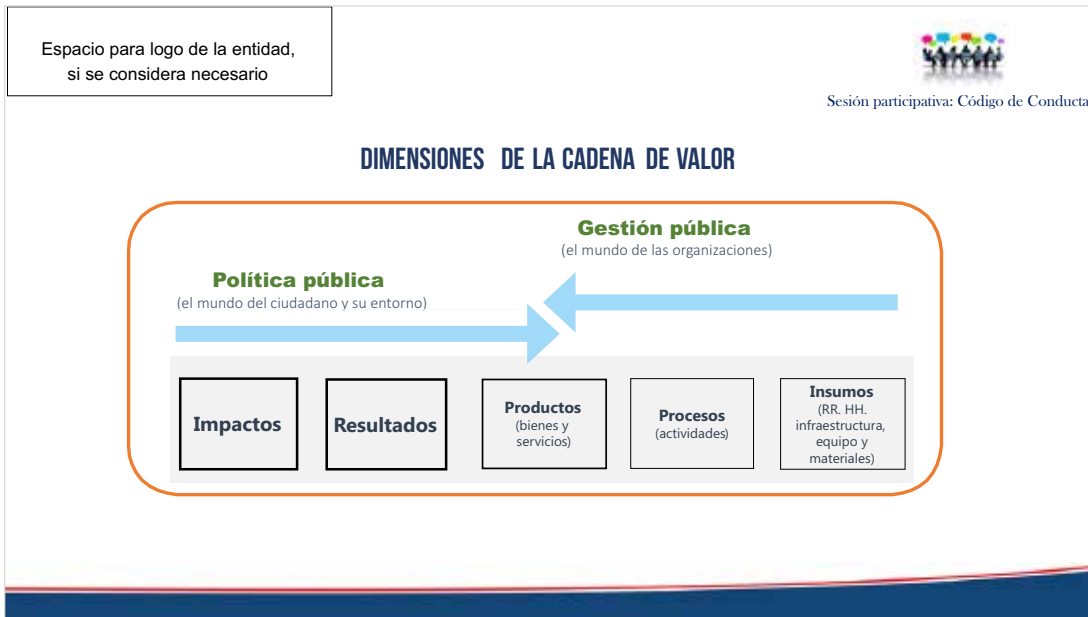 Espacio para logo de la entidad,
si se considera necesario
Sesión participativa: Código de Conducta
DIMENSIONES DE LA CADENA DE VALOR
Gestión pública
(el mundo de las organizaciones)
Política pública
(el mundo del ciudadano y su entorno)
Impactos
Resultados
Productos
(bienes y
servicios)
Procesos
(actividades)
Insumos
(RR. HH.
infraestructura,
equipo y
materiales)